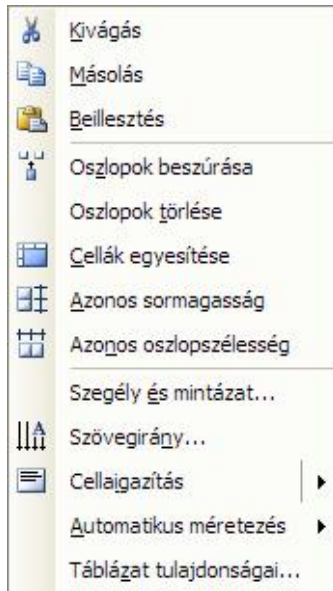 Kivágás
Másolás
Beillesztés
Oszlopok beszúrása
Oszlopok törlése
Cellák egyesítése
Azonos sormagasság
Azonos oszlopszélesség
Szegély és mintázat...
Szövegirány...
Cellaigazítás
Automatikus méretezés
Táblázat tulajdonságai...